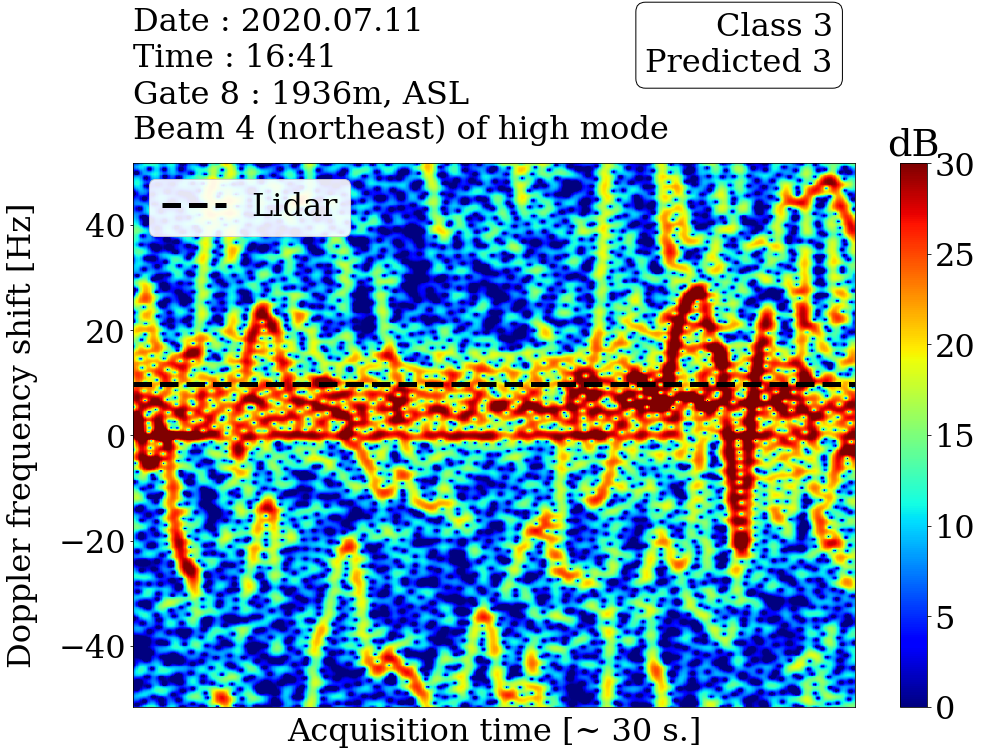 Date : 2020.07.11
Time : 16:41
Gate 8 : 1936m, ASL
Beam 4 (northeast) of high mode
Class 3
Predicted 3
dB
30
25
20
15
10
5
0
Lidar
Doppler frequency shift [Hz]
40
20
0
−20
−40
Acquisition time [~ 30 s.]